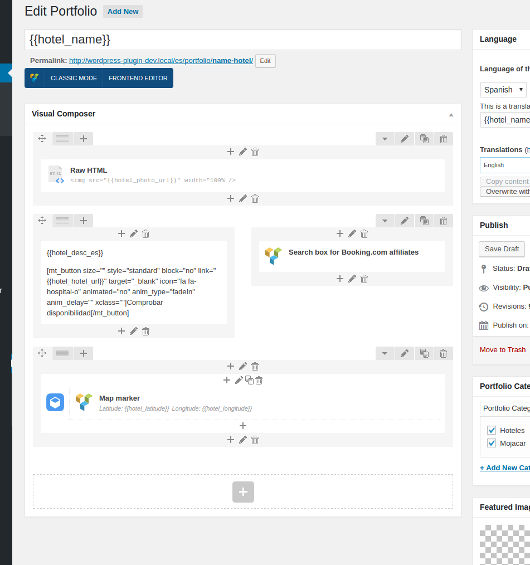 Edit Portfolio Add New
{{hotel_name}}
Permalink: http://wordpress-plugin-dev.local/es/portfolio/name-hotel/ Edit
CLASSIC MODE FRONTEND EDITOR
Visual Composer
Raw HTML
<img src="{{hotel_photo_url}}" width="100% />
{{hotel_desc_es}}
[mt_button size="" style="standard" block="no" link="
{{hotel_hotel_url}}" target="_blank" icon="fa fa-
hospital-o" animated="no" anim_type="fadeIn"
anim_delay="" xclass=""]Comprobar
disponibilidad[/mt_button]
Search box for Booking.com affiliates
Map marker
Latitude: {{hotel_latitude}} Longitude: {{hotel_longitude}}
Language
Language of th
Spanish
This is a transla
{{hotel_name
Translations (h
English
Copy content
Overwrite with
Publish
Save Draft
Status: Dra
Visibility: Pu
Revisions: 
Publish on:
Move to Trash
Portfolio Cate
Portfolio Categ
Hoteles
Mojacar
+ Add New Cat
Featured Imag